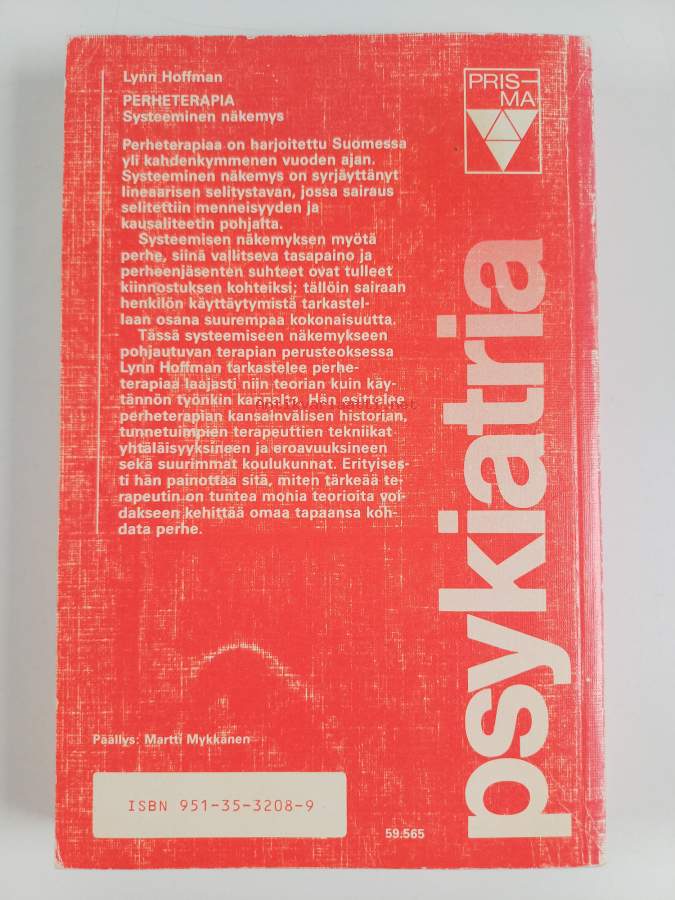 Lynn Hoffman
PERHETERAPIA
Systeeminen näkemys
Perheterapiaa on harjoitettu Suomessa
yli kahdenkymmenen vuoden ajan.
Systeeminen näkemys on syrjäyttänyt
lineaarisen selitystavan, jossa sairaus
selitettiin menneisyyden ja
kausaliteetin pohjalta.
Systeemisen näkemyksen myötä
perhe, siinä vallitseva tasapaino ja
perheenjäsenten suhteet ovat tulleet
kiinnostuksen kohteiksi; tällöin sairaan
henkilön käyttäytymistä tarkastel-
laan osana suurempaa kokonaisuutta.
Tässä systeemiseen näkemykseen
pohjautuvan terapian perusteoksessa
Lynn Hoffman tarkastelee perhe-
terapiaa laajasti niin teorian kuin käy-
tännön työnkin kannalta. Hän esittelee
perheterapian kansainvälisen historian,
tunnetuimpien terapeuttien tekniikat
yhtäläisyyksineen ja eroavuuksineen
sekä suurimmat koulukunnat. Erityises-
ti hän painottaa sitä, miten tärkeää te-
rapeutin on tuntea monia teorioita voi-
dakseen kehittää omaa tapaansa koh-
data perhe.
PRIS-
MA
psykiatria
Päällys: Martti Mykkänen
ISBN 951-35-3208-9
59.565